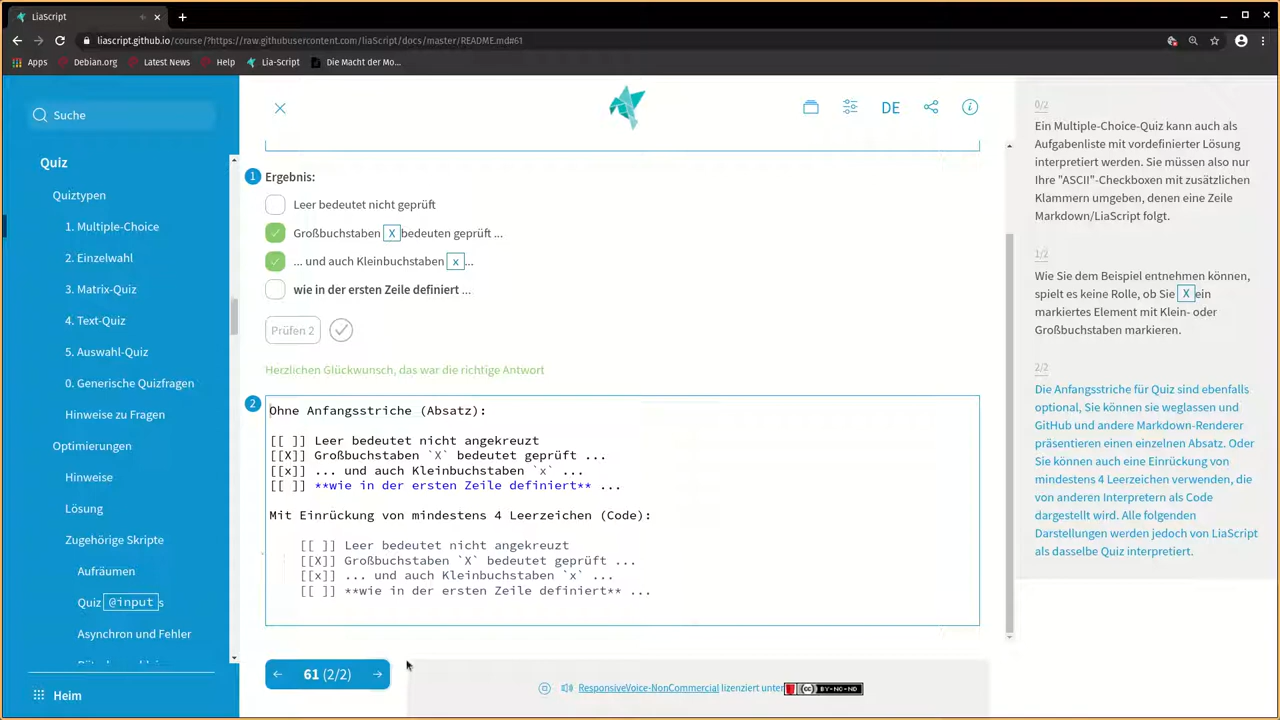 LiaScript
liascript.github.io/course/?https://raw.githubusercontent.com/liaScript/docs/master/README.md#61
Apps Debian.org Latest News Help Lia-Script Die Macht der Mo...
Suche
Quiz
Quiztypen
1. Multiple-Choice
2. Einzelwahl
3. Matrix-Quiz
4. Text-Quiz
5. Auswahl-Quiz
0. Generische Quizfragen
Hinweise zu Fragen
Optimierungen
Hinweise
Lösung
Zugehörige Skripte
Aufräumen
Quiz @input s
Asynchron und Fehler
Heim
DE
1 Ergebnis:
Leer bedeutet nicht geprüft
Großbuchstaben X bedeuten geprüft ...
... und auch Kleinbuchstaben x ...
wie in der ersten Zeile definiert ...
Prüfen 2
Herzlichen Glückwunsch, das war die richtige Antwort
2 Ohne Anfangsstriche (Absatz):
[[ ]] Leer bedeutet nicht angekreuzt
[[X]] Großbuchstaben `X` bedeutet geprüft ...
[[x]] ... und auch Kleinbuchstaben `x` ...
[[ ]] **wie in der ersten Zeile definiert** ...
Mit Einrückung von mindestens 4 Leerzeichen (Code):
[[ ]] Leer bedeutet nicht angekreuzt
[[X]] Großbuchstaben `X` bedeutet geprüft ...
[[x]] ... und auch Kleinbuchstaben `x` ...
[[ ]] **wie in der ersten Zeile definiert** ...
← 61 (2/2) →
ResponsiveVoice-NonCommercial lizenziert unter cc BY-NC-ND
0/2
Ein Multiple-Choice-Quiz kann auch als
Aufgabenliste mit vordefinierter Lösung
interpretiert werden. Sie müssen also nur
Ihre "ASCII"-Checkboxen mit zusätzlichen
Klammern umgeben, denen eine Zeile
Markdown/LiaScript folgt.
1/2
Wie Sie dem Beispiel entnehmen können,
spielt es keine Rolle, ob Sie X ein
markiertes Element mit Klein- oder
Großbuchstaben markieren.
2/2
Die Anfangsstriche für Quiz sind ebenfalls
optional, Sie können sie weglassen und
GitHub und andere Markdown-Renderer
präsentieren einen einzelnen Absatz. Oder
Sie können auch eine Einrückung von
mindestens 4 Leerzeichen verwenden, die
von anderen Interpretern als Code
dargestellt wird. Alle folgenden
Darstellungen werden jedoch von LiaScript
als dasselbe Quiz interpretiert.